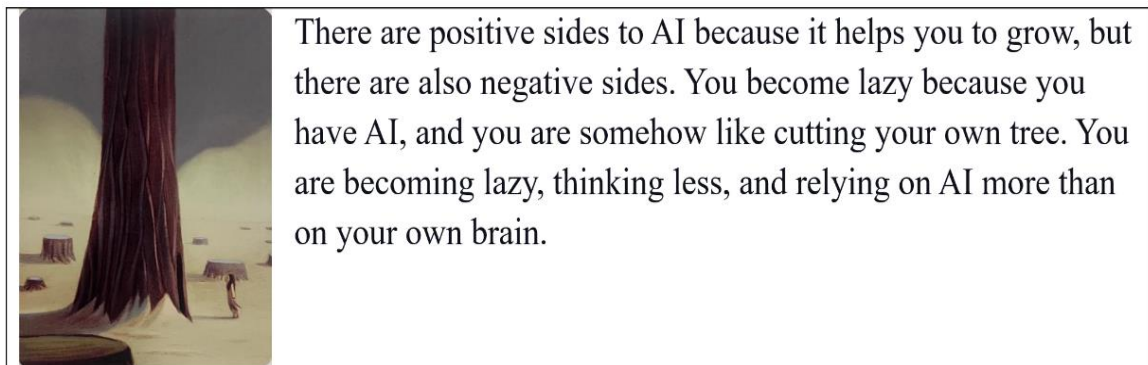 There are positive sides to AI because it helps you to grow, but
there are also negative sides. You become lazy because you
have AI, and you are somehow like cutting your own tree. You
are becoming lazy, thinking less, and relying on AI more than
on your own brain.